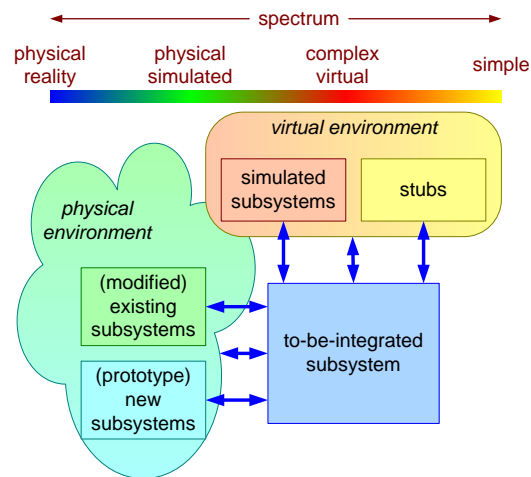 spectrum
physical
reality
physical
simulated
complex
virtual
simple
virtual environment
simulated
subsystems
stubs
physical
environment
(modified)
existing
subsystems
to-be-integrated
subsystem
(prototype)
new
subsystems